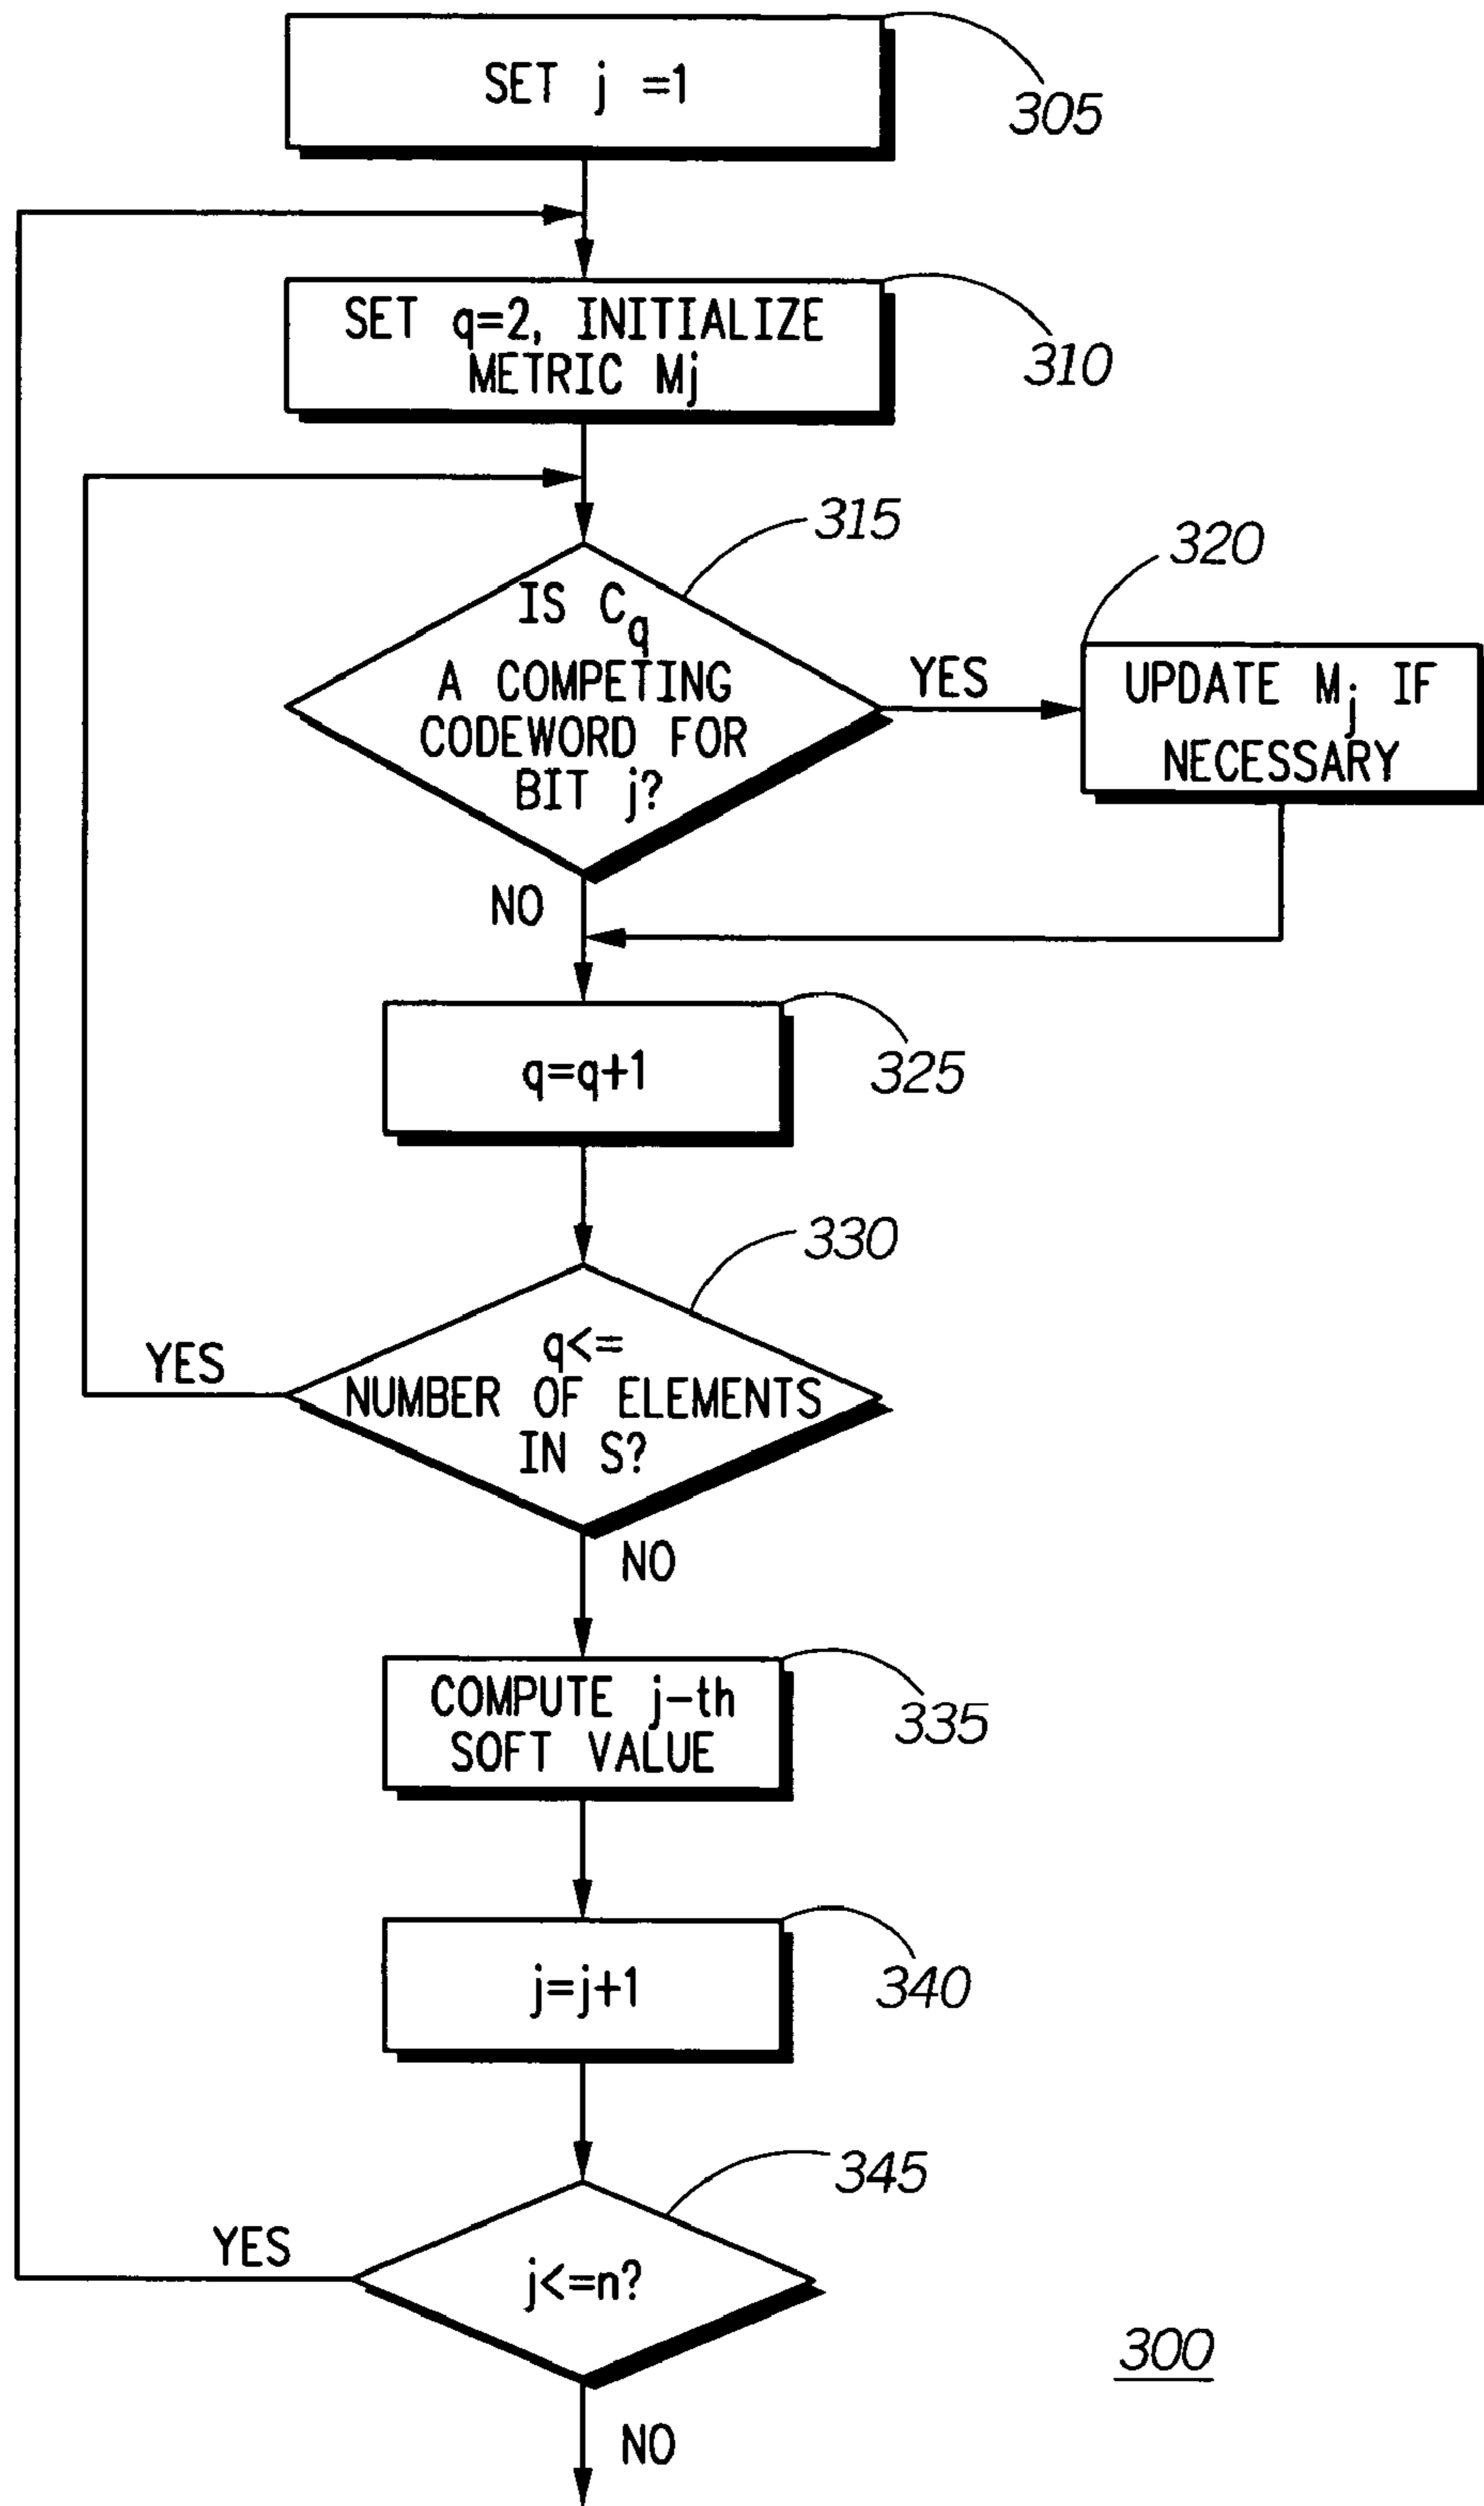 SET j =1
305
SET q=2, INITIALIZE
METRIC Mj
310
315
320
IS Cq
A COMPETING
CODEWORD FOR
BIT j?
YES
UPDATE Mj IF
NECESSARY
NO
q=q+1
325
330
q<=
NUMBER OF ELEMENTS
IN S?
YES
NO
COMPUTE j-th
SOFT VALUE
335
j=j+1
340
345
YES
j<=n?
300
NO